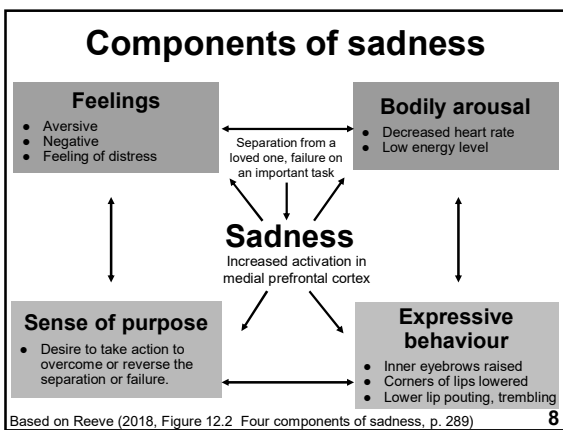 Components of sadness
Feelings
● Aversive
● Negative
● Feeling of distress
Separation from a
loved one, failure on
an important task
Bodily arousal
● Decreased heart rate
● Low energy level
Sadness
Increased activation in
medial prefrontal cortex
Sense of purpose
● Desire to take action to
overcome or reverse the
separation or failure.
Expressive
behaviour
● Inner eyebrows raised
● Corners of lips lowered
● Lower lip pouting, trembling
Based on Reeve (2018, Figure 12.2 Four components of sadness, p. 289)
8